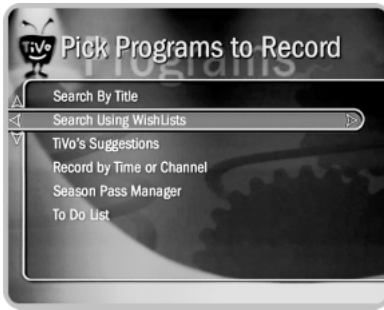 TiVo
Pick Programs to Record
Programs
Search By Title
Search Using WishLists
TiVo's Suggestions
Record by Time or Channel
Season Pass Manager
To Do List